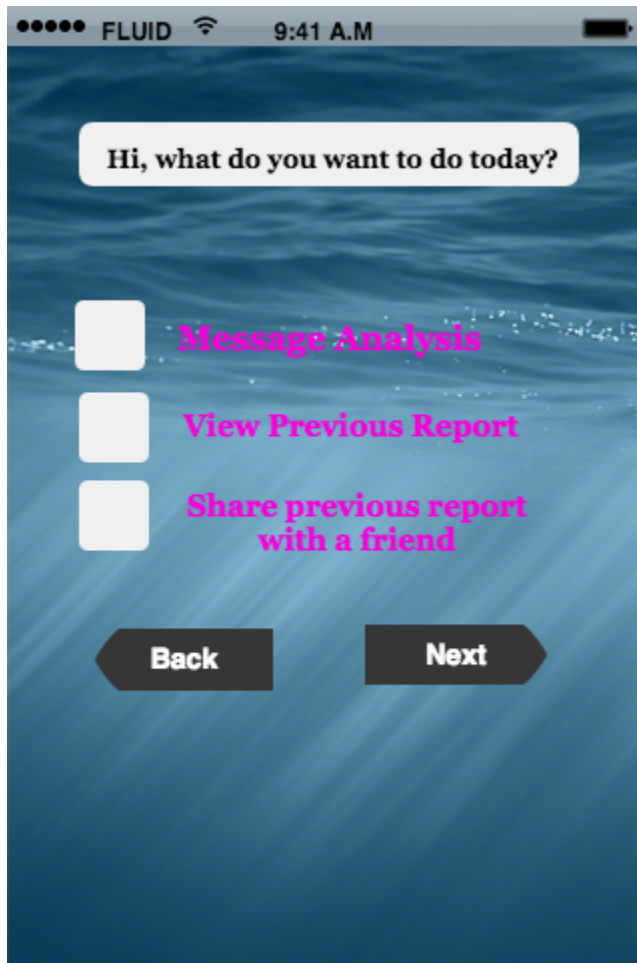 FLUID 9:41 A.M
Hi, what do you want to do today?
Message Analysis
View Previous Report
Share previous report
with a friend
Back Next